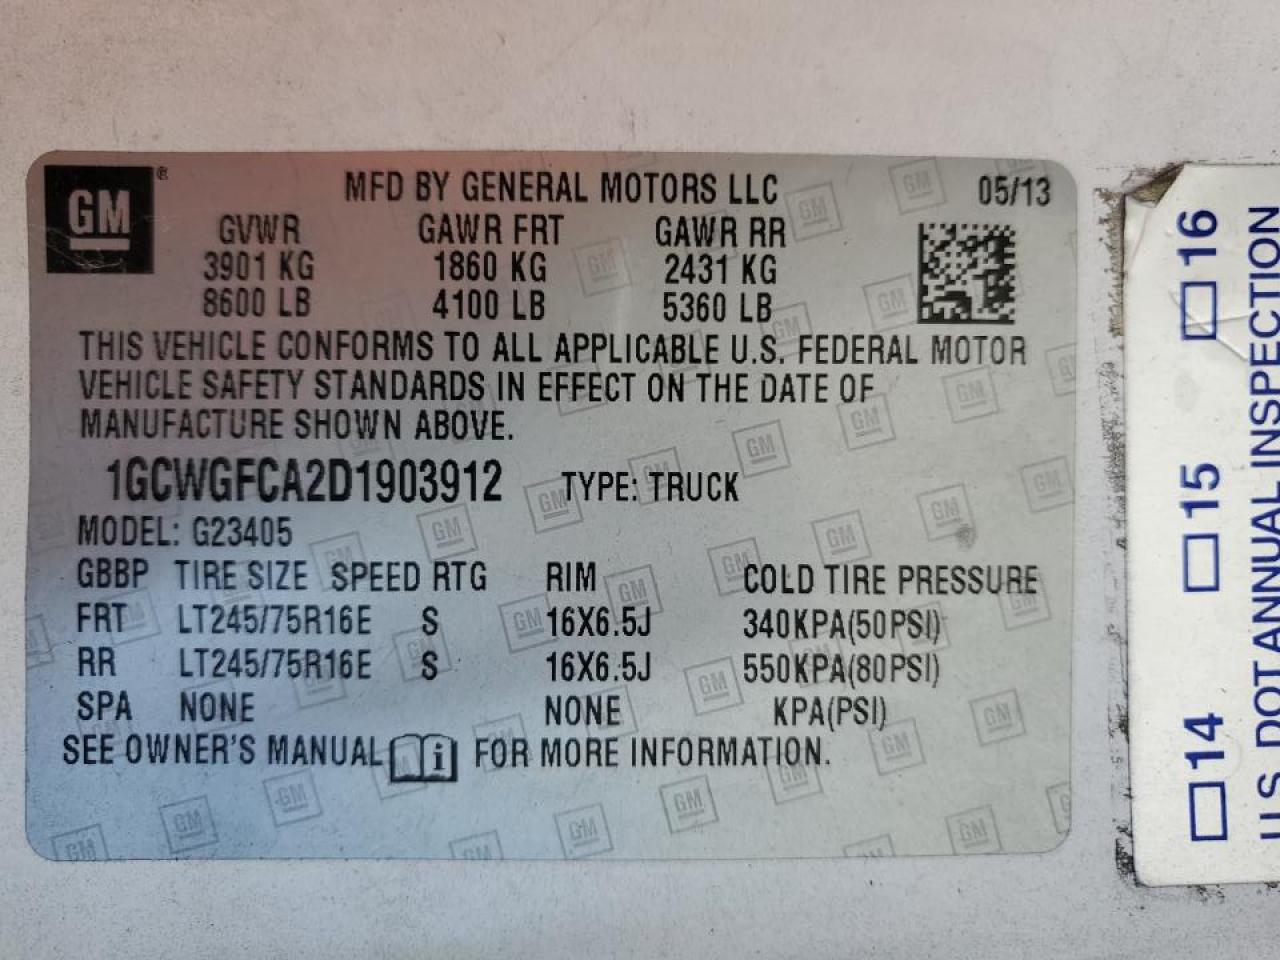 GM ®
MFD BY GENERAL MOTORS LLC 05/13
GVWR GAWR FRT GAWR RR
3901 KG 1860 KG 2431 KG
8600 LB 4100 LB 5360 LB
THIS VEHICLE CONFORMS TO ALL APPLICABLE U.S. FEDERAL MOTOR
VEHICLE SAFETY STANDARDS IN EFFECT ON THE DATE OF
MANUFACTURE SHOWN ABOVE.
1GCWGFCA2D1903912 TYPE: TRUCK
MODEL: G23405
GBBP TIRE SIZE SPEED RTG RIM COLD TIRE PRESSURE
FRT LT245/75R16E S 16X6.5J 340KPA(50PSI)
RR LT245/75R16E S 16X6.5J 550KPA(80PSI)
SPA NONE NONE KPA(PSI)
SEE OWNER'S MANUAL i FOR MORE INFORMATION.
14 15 16
U.S. DOT ANNUAL INSPECTION